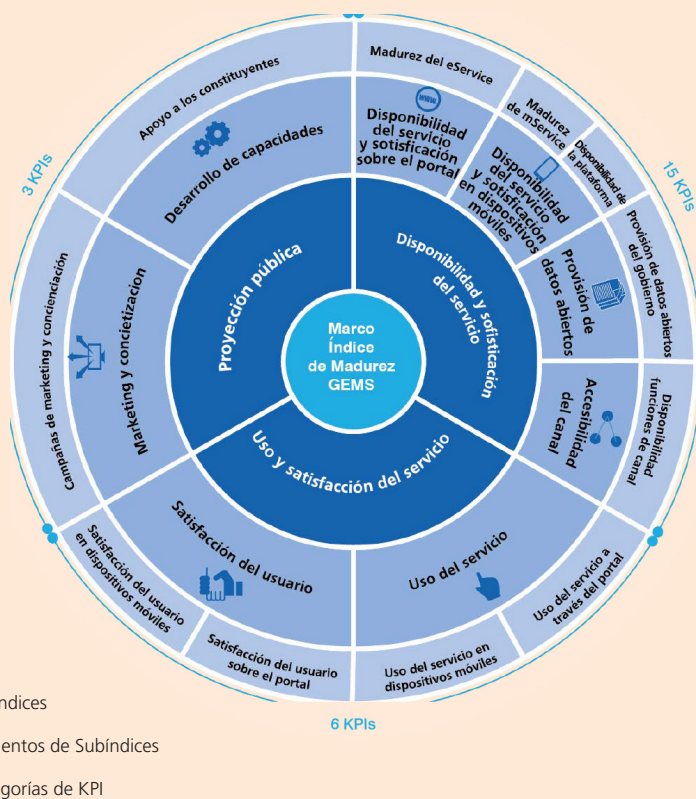 Marco
Índice
de Madurez
GEMS
Proyección pública
Disponibilidad y sofisticación
del servicio
Uso y satisfacción del servicio
Desarrollo de capacidades
Disponibilidad
del servicio
y sotisficación
sobre el portal
Disponibilidad
del servicio
y sotisficación
en dispositivos
móviles
Provisión de
datos abiertos
Accesibilidad
del canal
Uso del servicio
Satisfacción del usuario
Marketing y concietizacion
Apoyo a los constituyentes
Madurez del eService
www
Madurez
de mService
Disponibilidad de
la plataforma
Provisión de datos abiertos
del gobierno
Disponibilidad
funciones de canal
Uso del servicio a
través del portal
Uso del servicio en
dispositivos móviles
Satisfacción del usuario
sobre el portal
Satisfacción del usuario
en dispositivos móviles
Campañas de marketing y concienciación
3 KPIs
15 KPIs
6 KPIs
ndices
entos de Subíndices
gorías de KPI